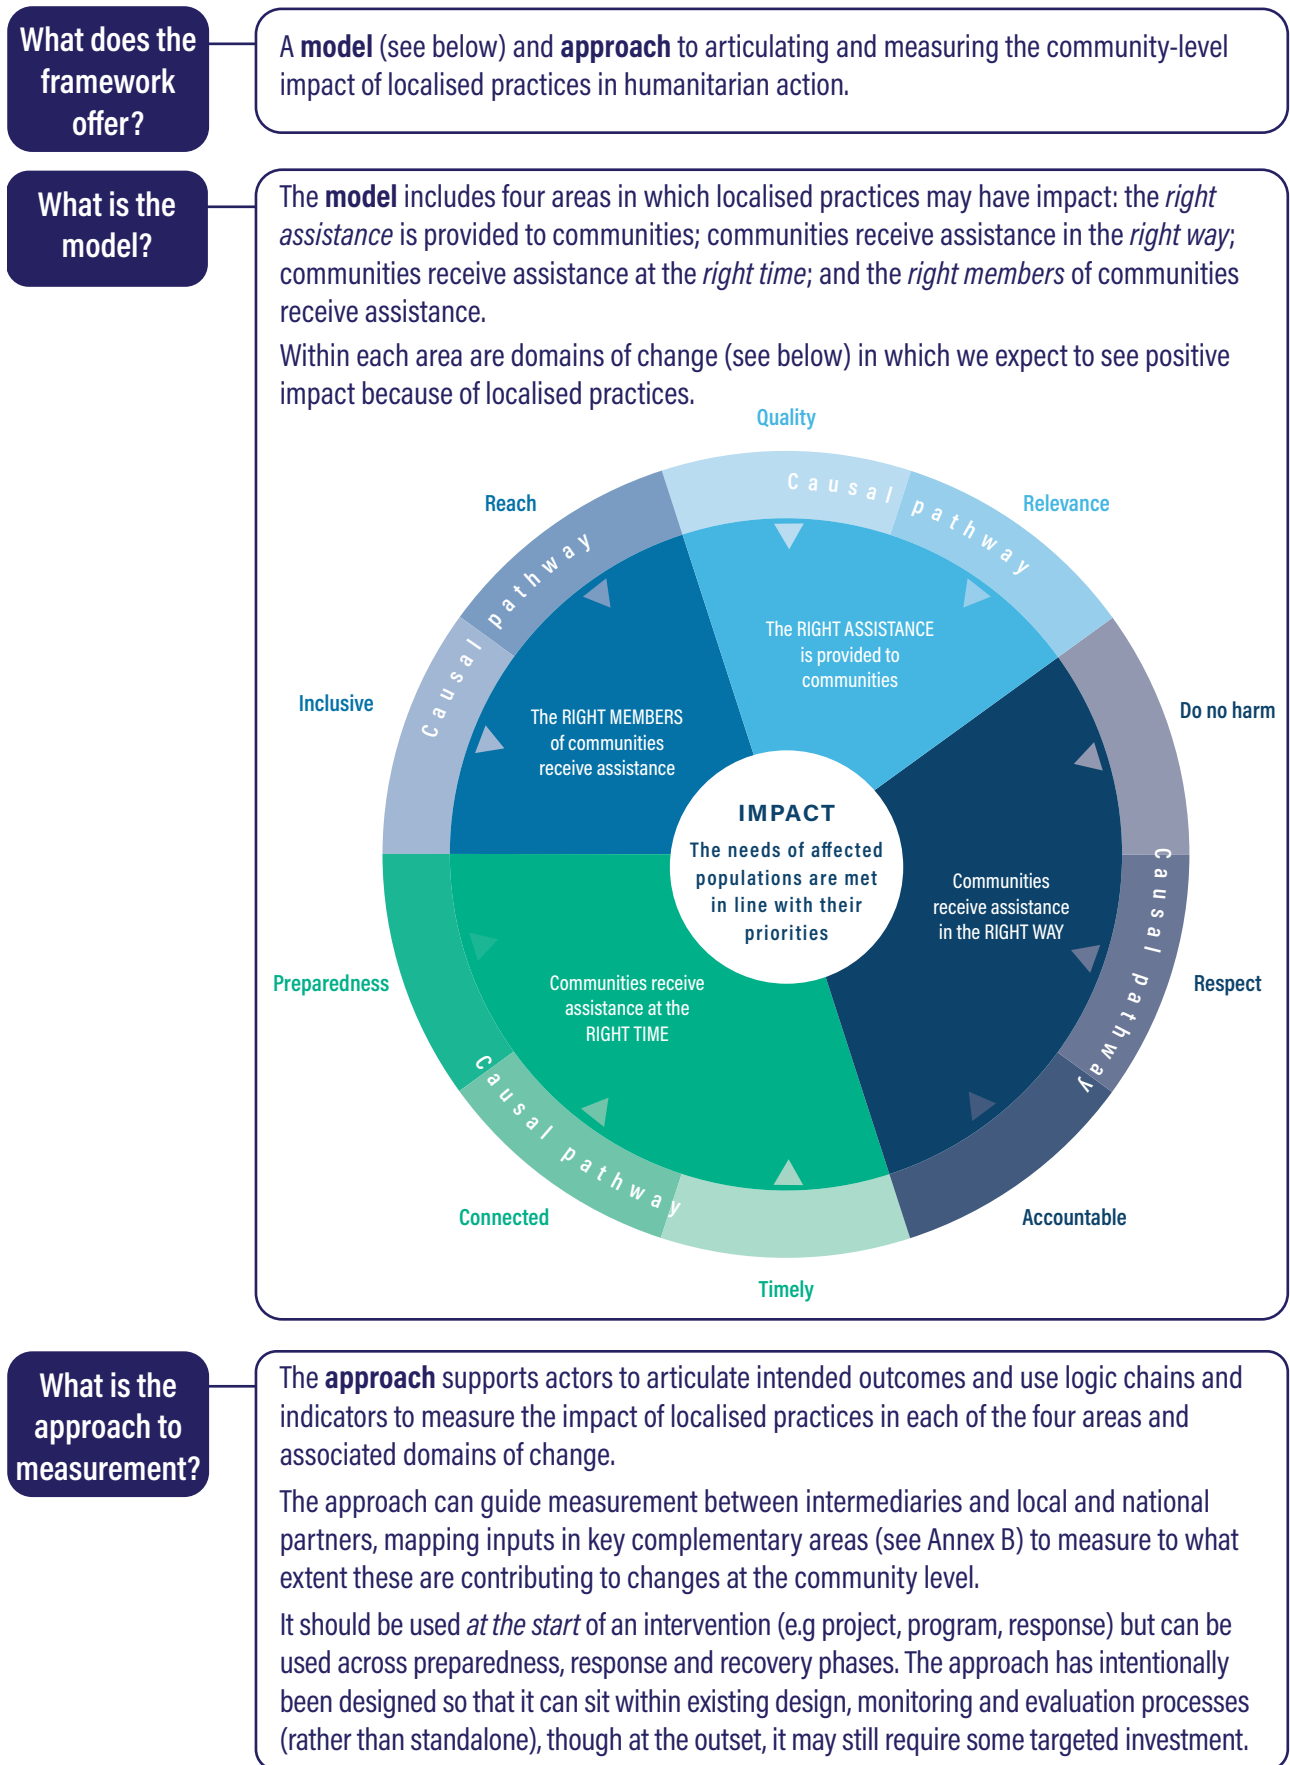 What does the
framework
offer?
A model (see below) and approach to articulating and measuring the community-level
impact of localised practices in humanitarian action.
What is the
model?
The model includes four areas in which localised practices may have impact: the right
assistance is provided to communities; communities receive assistance in the right way;
communities receive assistance at the right time; and the right members of communities
receive assistance.
Within each area are domains of change (see below) in which we expect to see positive
impact because of localised practices.
Quality
Reach
Relevance
Causal pathway
Causal pathway
The RIGHT ASSISTANCE
is provided to
communities
Inclusive
Do no harm
The RIGHT MEMBERS
of communities
receive assistance
IMPACT
The needs of affected
populations are met
in line with their
priorities
Communities
receive assistance
in the RIGHT WAY
Causal pathway
Preparedness
Respect
Communities receive
assistance at the
RIGHT TIME
Causal pathway
Connected
Accountable
Timely
What is the
approach to
measurement?
The approach supports actors to articulate intended outcomes and use logic chains and
indicators to measure the impact of localised practices in each of the four areas and
associated domains of change.
The approach can guide measurement between intermediaries and local and national
partners, mapping inputs in key complementary areas (see Annex B) to measure to what
extent these are contributing to changes at the community level.
It should be used at the start of an intervention (e.g project, program, response) but can be
used across preparedness, response and recovery phases. The approach has intentionally
been designed so that it can sit within existing design, monitoring and evaluation processes
(rather than standalone), though at the outset, it may still require some targeted investment.